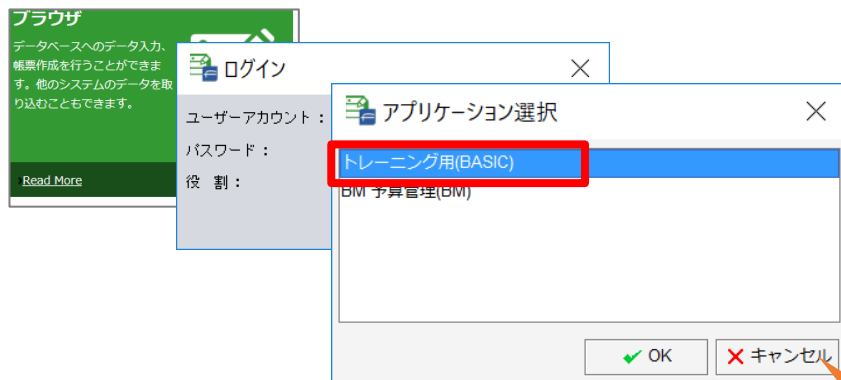 ブラウザ
データベースへのデータ入力、
帳票作成を行うことができま
す。他のシステムのデータを取
り込むこともできます。
Read More
ログイン
ユーザーアカウント：
パスワード：
役 割：
アプリケーション選択
トレーニング用(BASIC)
BM 予算管理(BM)
OK
キャンセル